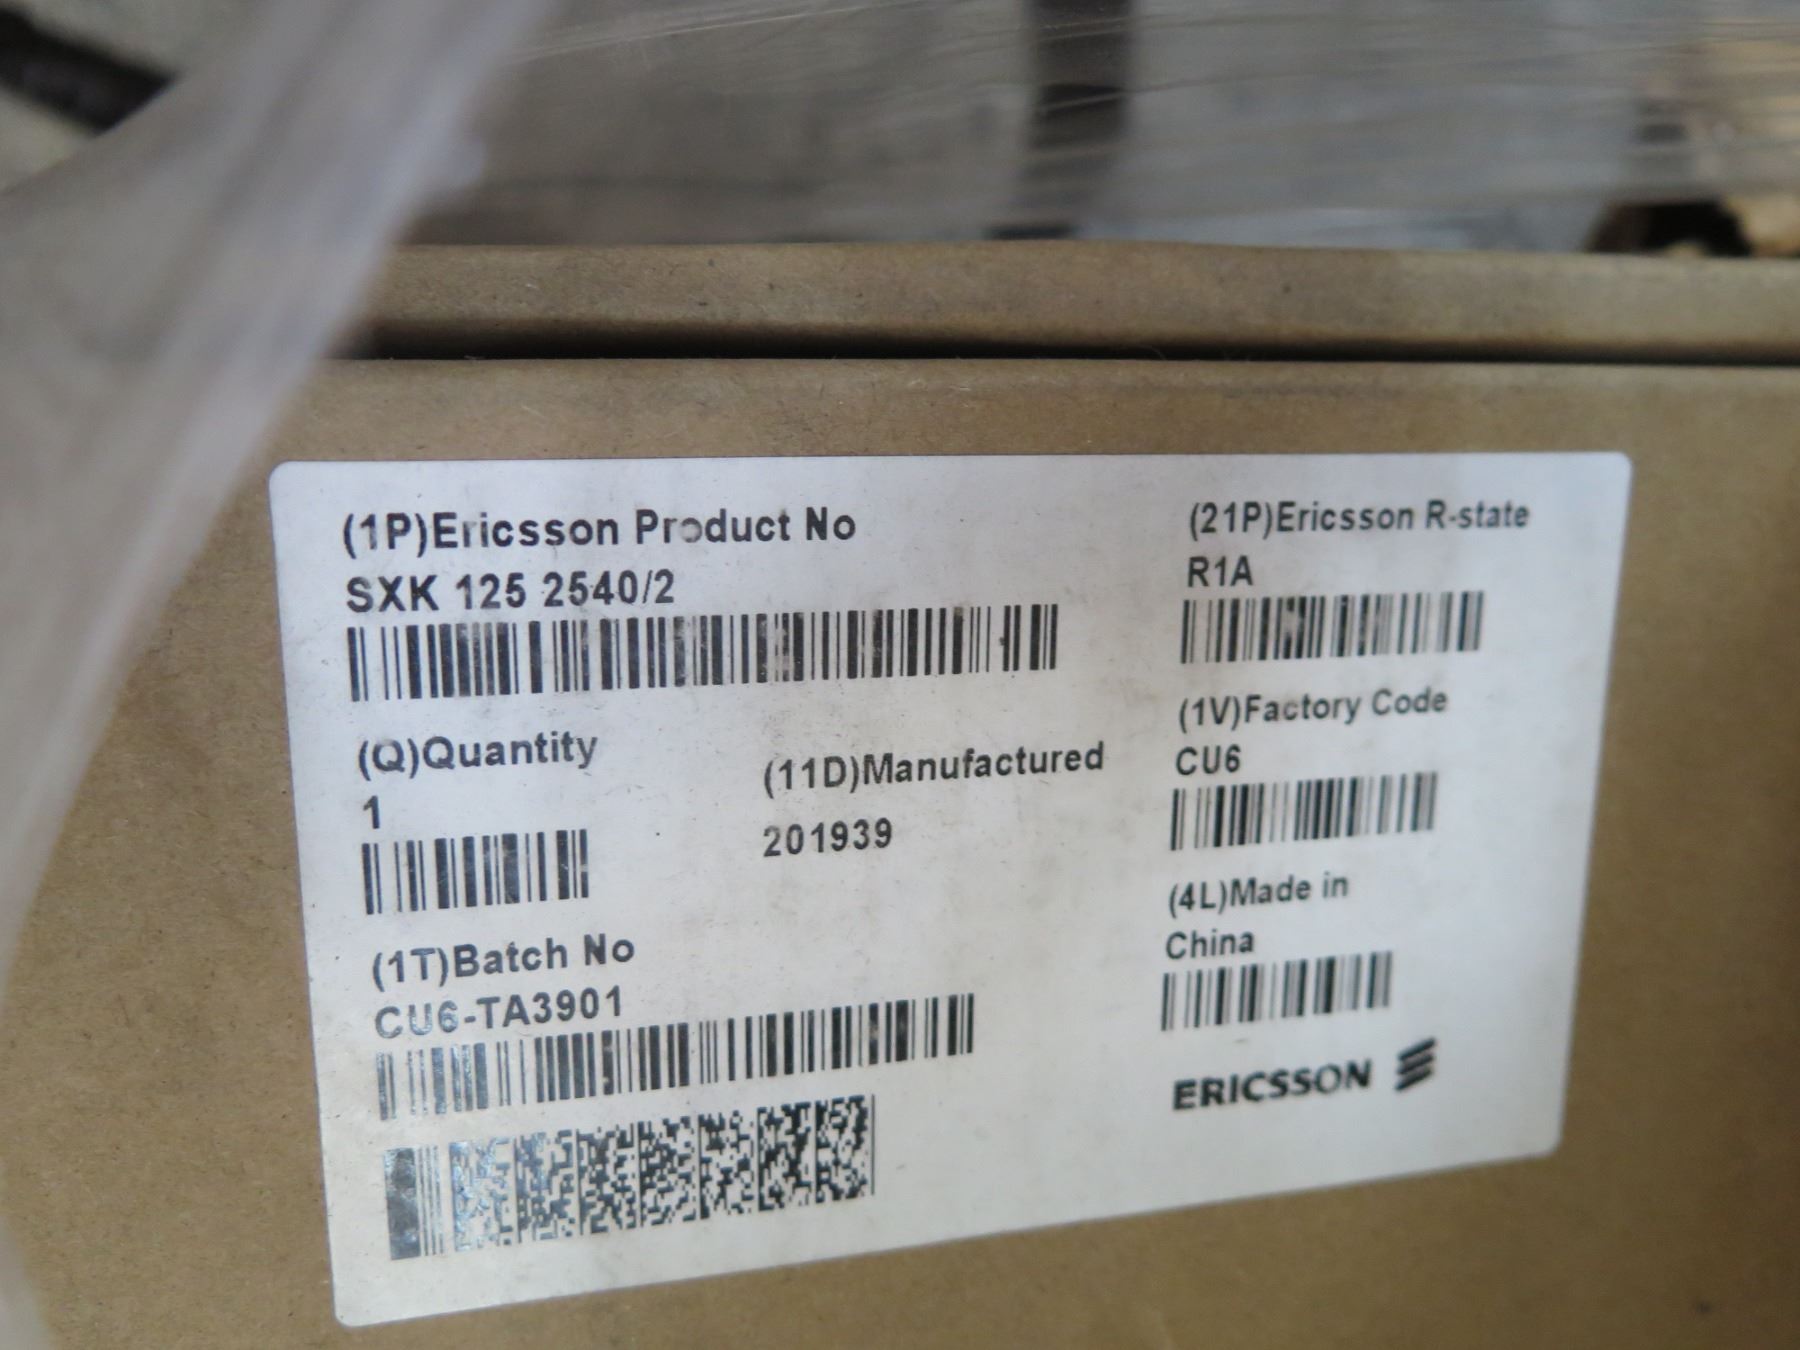 (1P)Ericsson Product No
SXK 125 2540/2
(21P)Ericsson R-state
R1A
(Q)Quantity
1
(11D)Manufactured
201939
(1V)Factory Code
CU6
(1T)Batch No
CU6-TA3901
(4L)Made in
China
ERICSSON